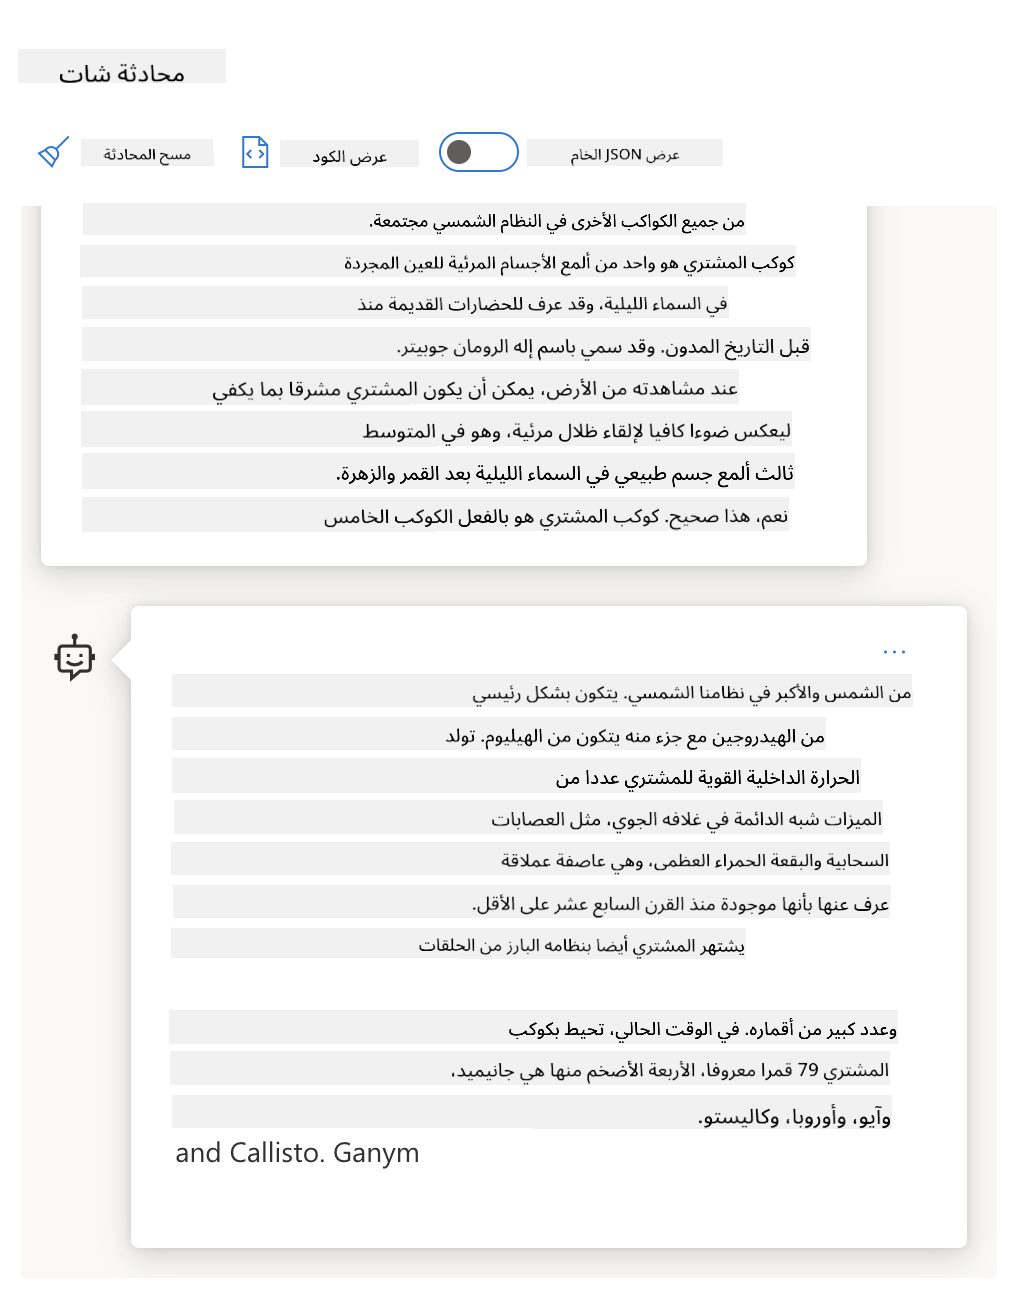 محادثة شات
مسح المحادثة
عرض الكود
عرض JSON الخام
من جميع الكواكب الأخرى في النظام الشمسي مجتمعة.
كوكب المشتري هو واحد من ألمع الأجسام المرئية للعين المجردة
في السماء الليلية، وقد عرف للحضارات القديمة منذ
قبل التاريخ المدون. وقد سمي باسم إله الرومان جوبيتر.
عند مشاهدته من الأرض، يمكن أن يكون المشتري مشرقا بما يكفي
ليعكس ضوءا كافيا لإلقاء ظلال مرئية، وهو في المتوسط
ثالث ألمع جسم طبيعي في السماء الليلية بعد القمر والزهرة.
نعم، هذا صحيح. كوكب المشتري هو بالفعل الكوكب الخامس
من الشمس والأكبر في نظامنا الشمسي. يتكون بشكل رئيسي
من الهيدروجين مع جزء منه يتكون من الهيليوم. تولد
الحرارة الداخلية القوية للمشتري عددا من
الميزات شبه الدائمة في غلافه الجوي، مثل العصابات
السحابية والبقعة الحمراء العظمى، وهي عاصفة عملاقة
عرف عنها بأنها موجودة منذ القرن السابع عشر على الأقل.
يشتهر المشتري أيضا بنظامه البارز من الحلقات
وعدد كبير من أقماره. في الوقت الحالي، تحيط بكوكب
المشتري 79 قمرا معروفا، الأربعة الأضخم منها هي جانيميد،
وآيو، وأوروبا، وكاليستو.
and Callisto. Ganym